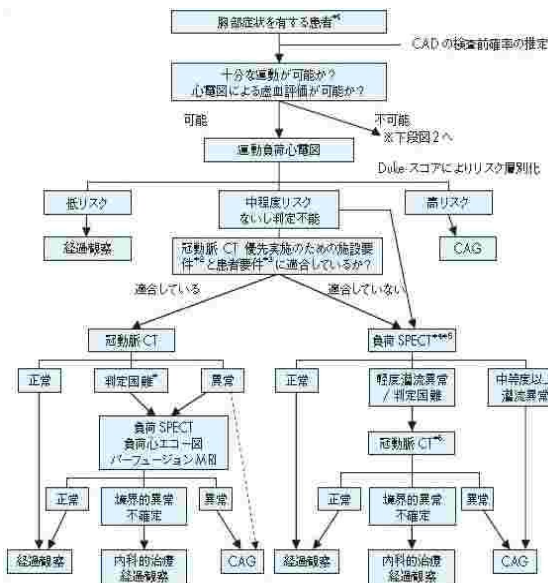 胸部症状を有する患者*1
CADの検査前確率の推定
十分な運動が可能か？
心電図による虚血評価が可能か？
可能
不可能
※下段図2へ
運動負荷心電図
Duke スコアによりリスク層別化
低リスク
中程度リスク
ないし判定不能
高リスク
経過観察
CAG
冠動脈CT 優先実施のための施設要
件*2と患者要件*3に適合しているか？
適合している
適合していない
冠動脈CT
負荷SPECT*4*5
正常
判定困難*
異常
正常
軽度灌流異常
/判定困難
中等度以上
灌流異常
負荷SPECT
負荷心エコー図
パーフュージョンMRI
冠動脈CT*6
正常
境界的異常
不確定
異常
正常
境界的異常
不確定
異常
経過観察
内科的治療
経過観察
CAG
経過観察
内科的治療
経過観察
CAG